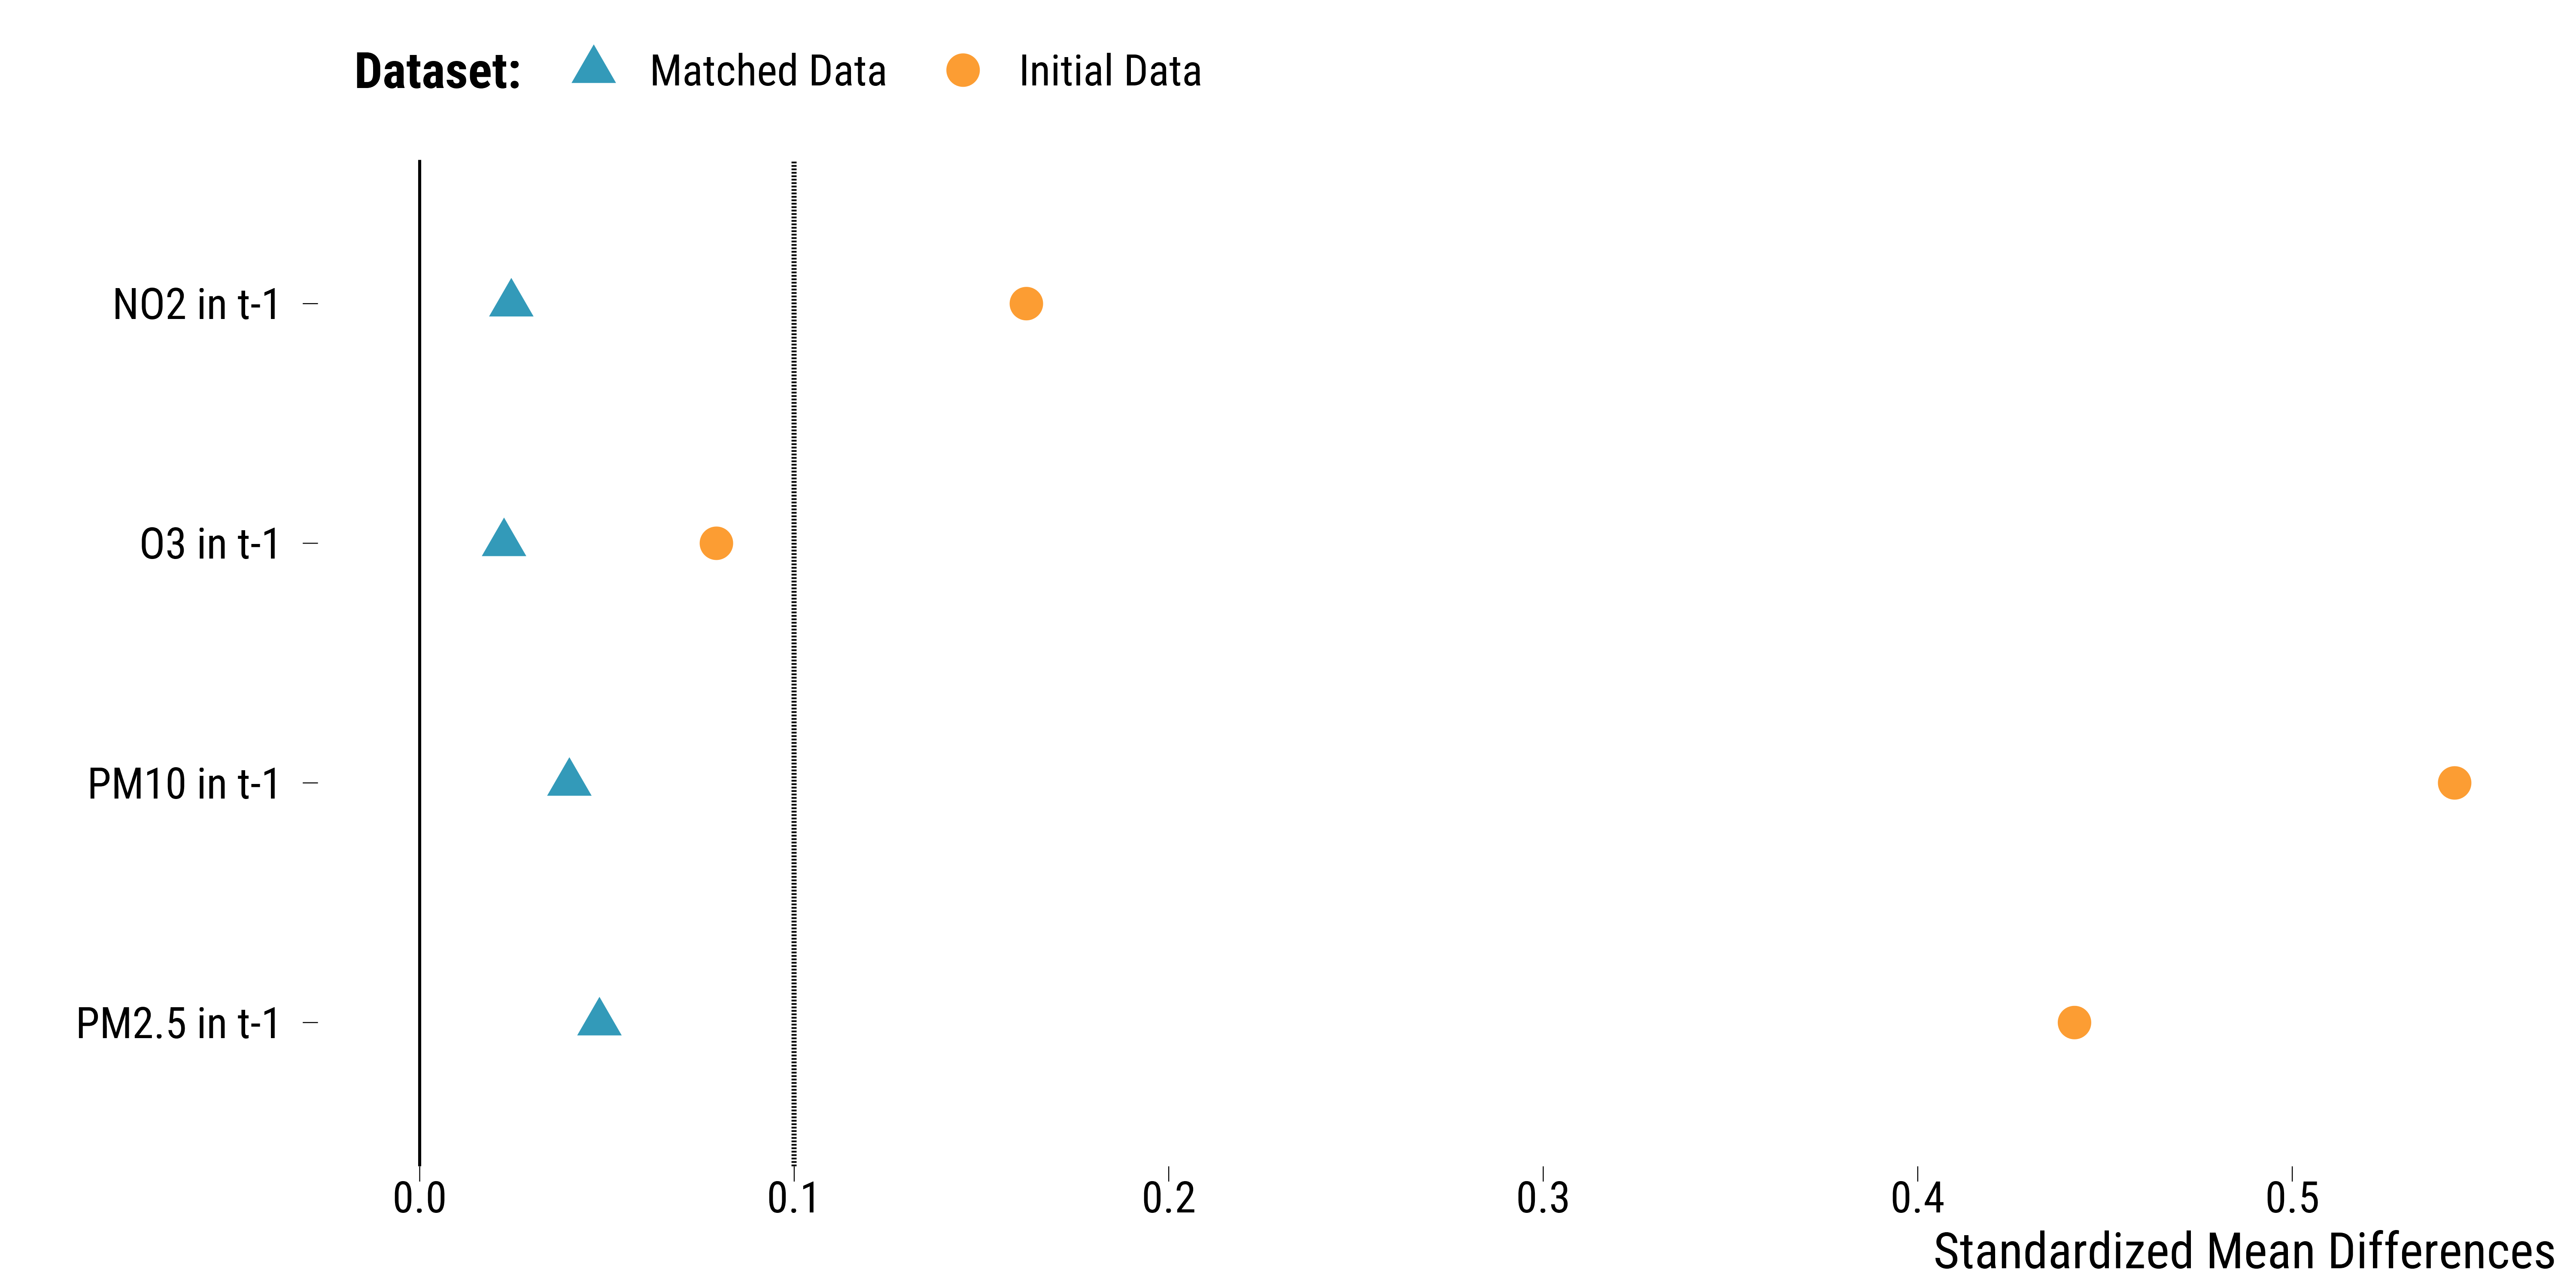 Dataset: Matched Data Initial Data
NO2 in t-1
O3 in t-1
PM10 in t-1
PM2.5 in t-1
0.0 0.1 0.2 0.3 0.4 0.5
Standardized Mean Differences